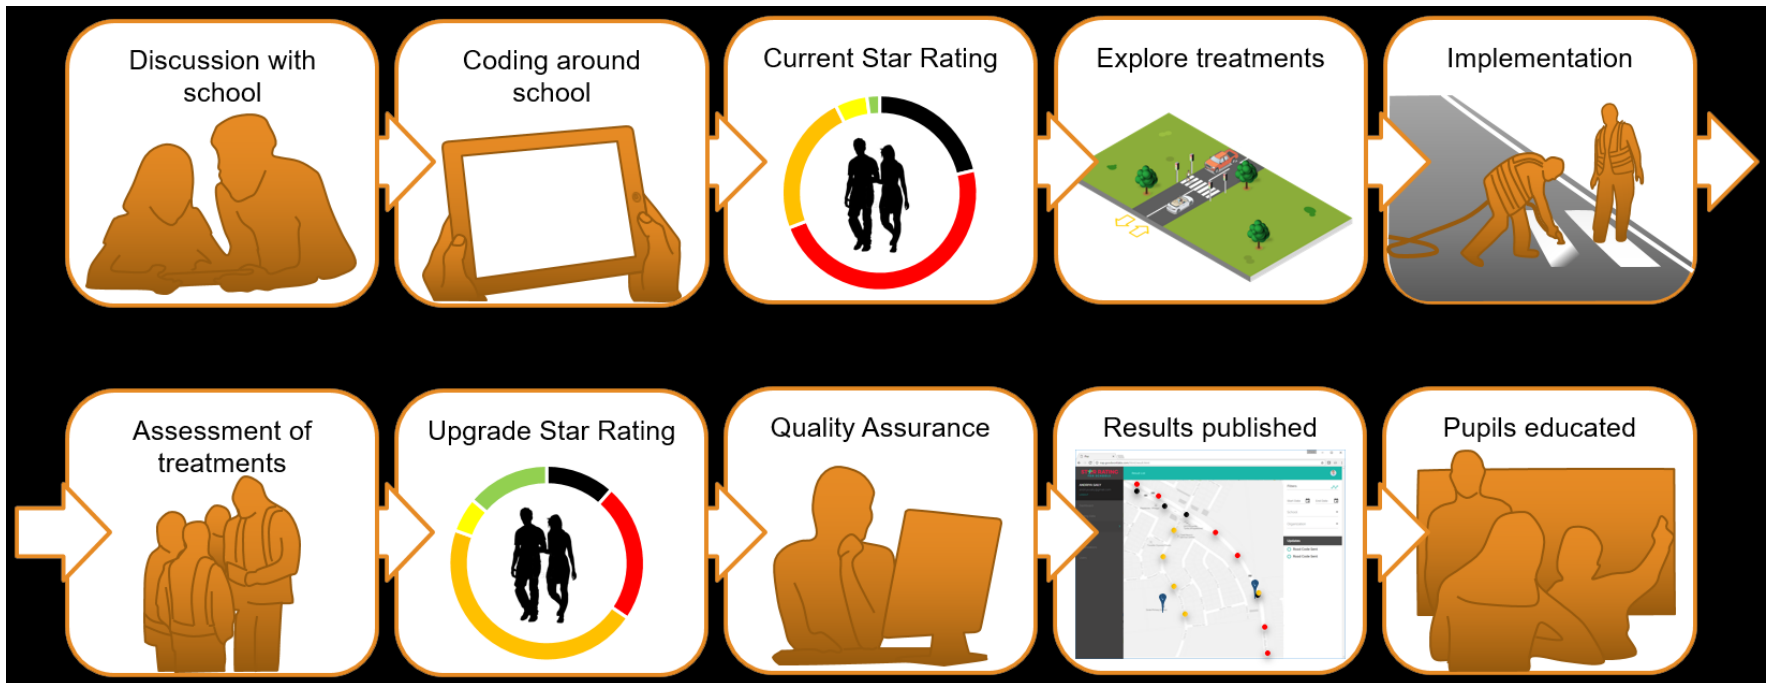 Discussion with
school
Coding around
school
Current Star Rating
Explore treatments
Implementation
Assessment of
treatments
Upgrade Star Rating
Quality Assurance
Results published
Pupils educated